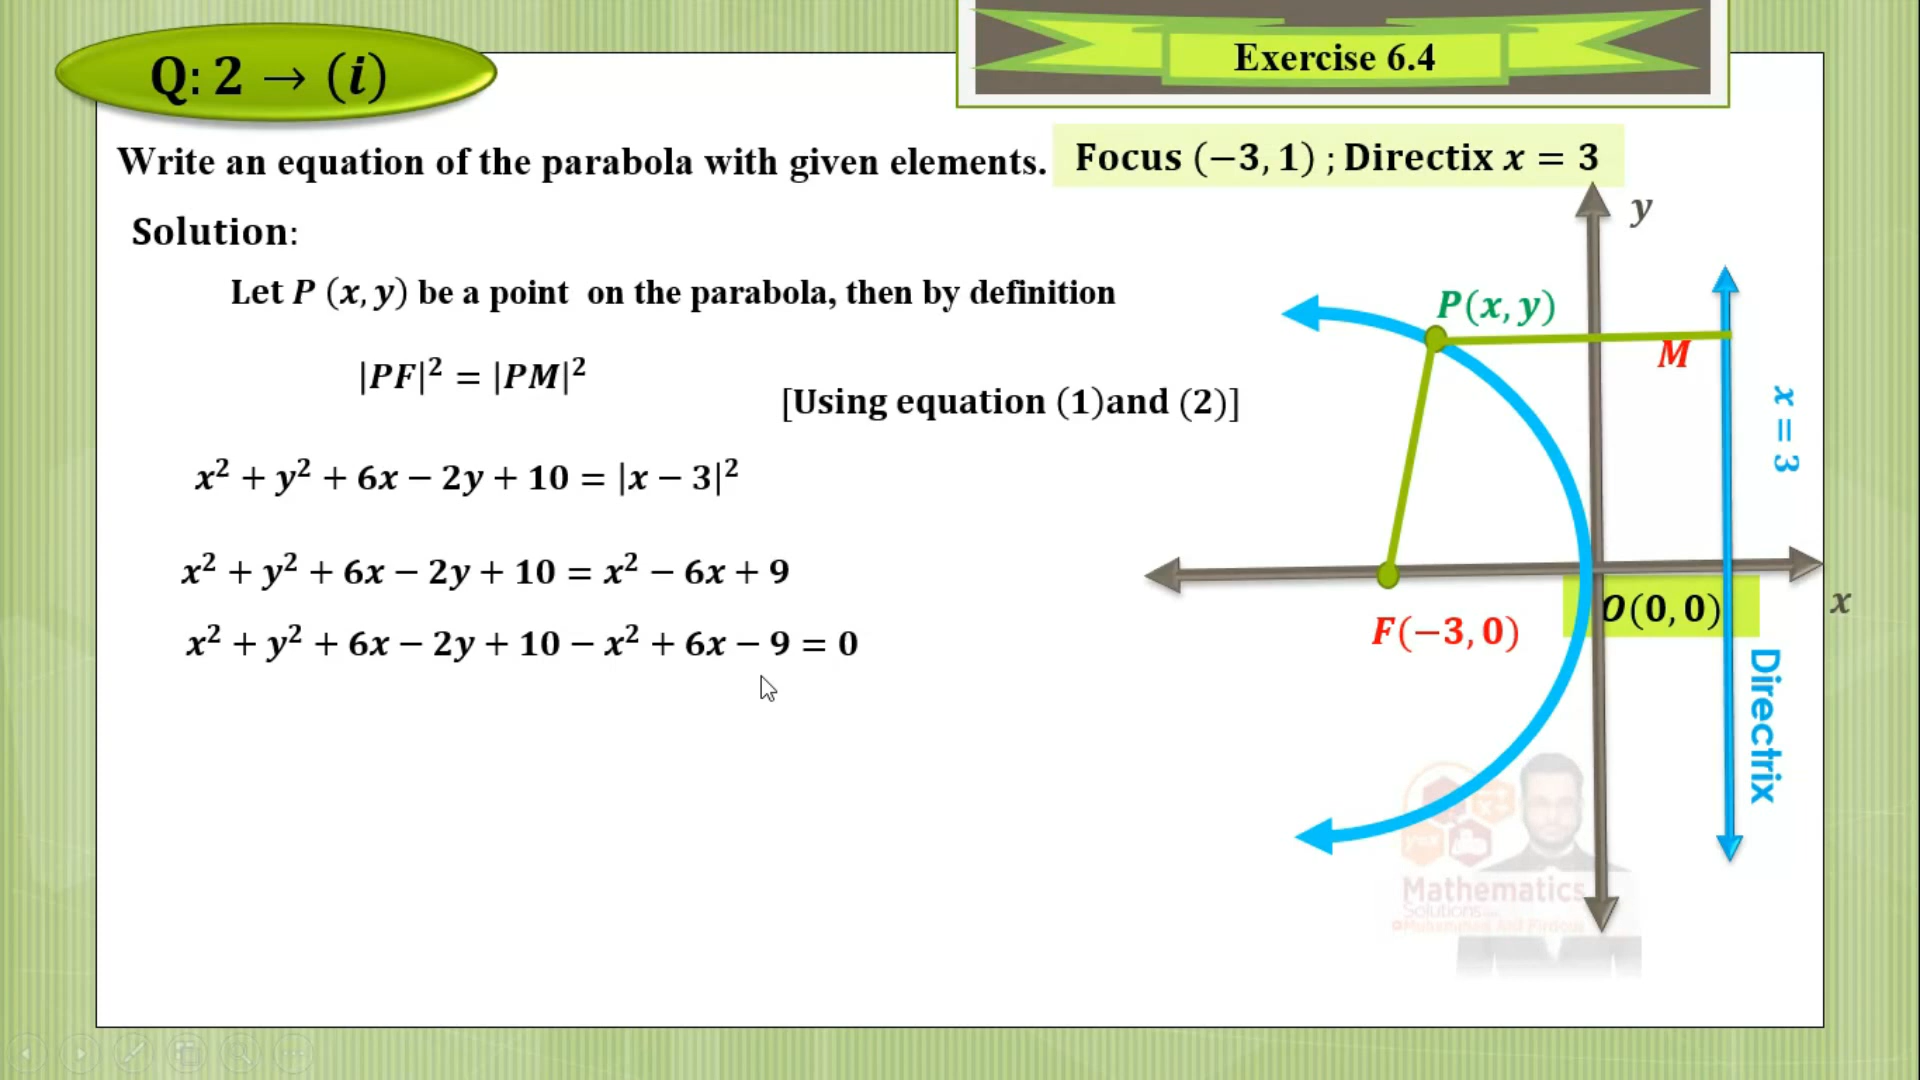 Q: 2 → (i)
Exercise 6.4
Write an equation of the parabola with given elements. Focus (−3, 1) ; Directix x = 3
Solution:
Let P (x, y) be a point on the parabola, then by definition
|PF|² = |PM|²
[Using equation (1)and (2)]
x² + y² + 6x − 2y + 10 = |x − 3|²
x² + y² + 6x − 2y + 10 = x² − 6x + 9
x² + y² + 6x − 2y + 10 − x² + 6x − 9 = 0
y
P(x, y)
M
x = 3
O(0, 0)
x
F(−3, 0)
Directrix
Mathematics
Solutions